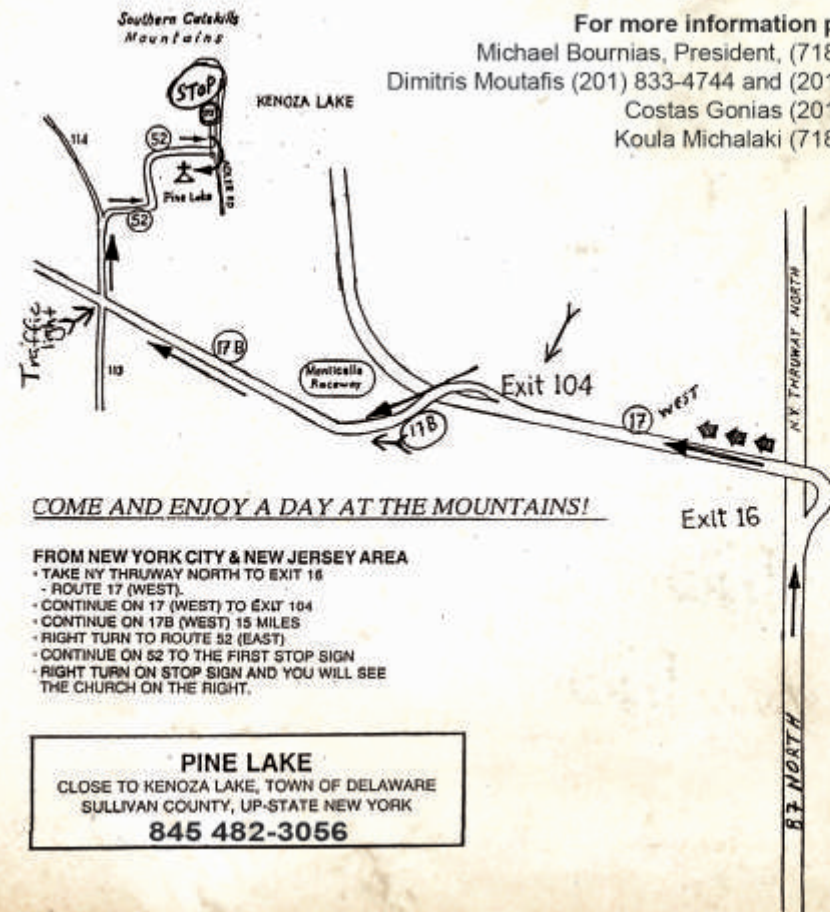 Southern Catskills
Mountains
For more information p
Michael Bournias, President, (718
Dimitris Moutafis (201) 833-4744 and (201
Costas Gonias (201
Koula Michalaki (718
STOP
KENOZA LAKE
114
52
Pine Lake
ADLER RD
52
Traffic
light
113
17B
Monticello
Raceway
17B
Exit 104
17 WEST
N.Y. THRUWAY NORTH
Exit 16
87 NORTH
COME AND ENJOY A DAY AT THE MOUNTAINS!
FROM NEW YORK CITY & NEW JERSEY AREA
- TAKE NY THRUWAY NORTH TO EXIT 16
- ROUTE 17 (WEST).
- CONTINUE ON 17 (WEST) TO EXIT 104
- CONTINUE ON 17B (WEST) 15 MILES
- RIGHT TURN TO ROUTE 52 (EAST)
- CONTINUE ON 52 TO THE FIRST STOP SIGN
- RIGHT TURN ON STOP SIGN AND YOU WILL SEE
THE CHURCH ON THE RIGHT.
PINE LAKE
CLOSE TO KENOZA LAKE, TOWN OF DELAWARE
SULLIVAN COUNTY, UP-STATE NEW YORK
845 482-3056